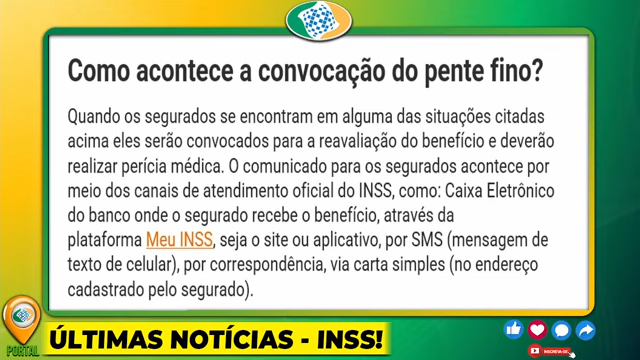 Como acontece a convocação do pente fino?
Quando os segurados se encontram em alguma das situações citadas
acima eles serão convocados para a reavaliação do benefício e deverão
realizar perícia médica. O comunicado para os segurados acontece por
meio dos canais de atendimento oficial do INSS, como: Caixa Eletrônico
do banco onde o segurado recebe o benefício, através da
plataforma Meu INSS, seja o site ou aplicativo, por SMS (mensagem de
texto de celular), por correspondência, via carta simples (no endereço
cadastrado pelo segurado).
PORTAL
ÚLTIMAS NOTÍCIAS - INSS!
INSCREVA-SE